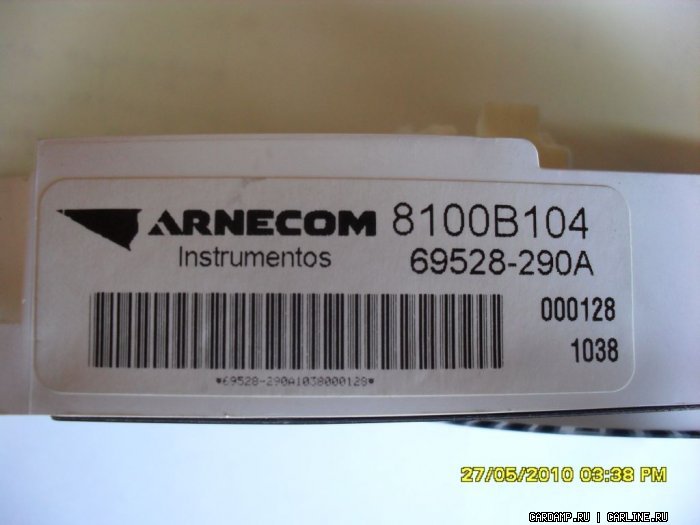 ARNECOM 8100B104
Instrumentos 69528-290A
000128
1038
*69528-290A1038000128*
27/05/2010 03:38 PM
CARDAMP.RU | CARLINE.RU